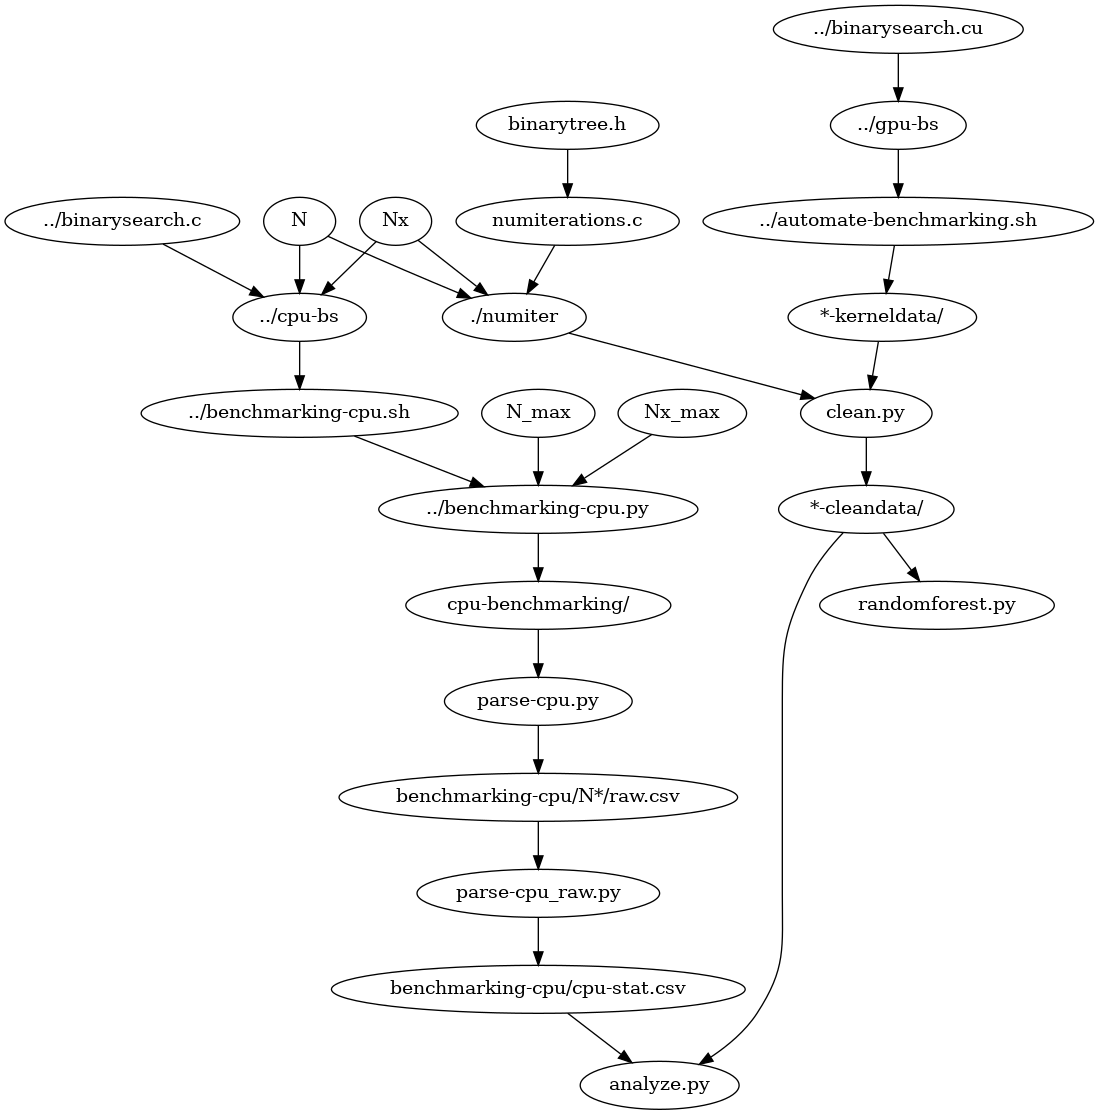 ../binarysearch.cu
binarytree.h
../gpu-bs
../binarysearch.c
N
Nx
numiterations.c
../automate-benchmarking.sh
../cpu-bs
./numiter
*-kerneldata/
../benchmarking-cpu.sh
N_max
Nx_max
clean.py
../benchmarking-cpu.py
*-cleandata/
cpu-benchmarking/
randomforest.py
parse-cpu.py
benchmarking-cpu/N*/raw.csv
parse-cpu_raw.py
benchmarking-cpu/cpu-stat.csv
analyze.py